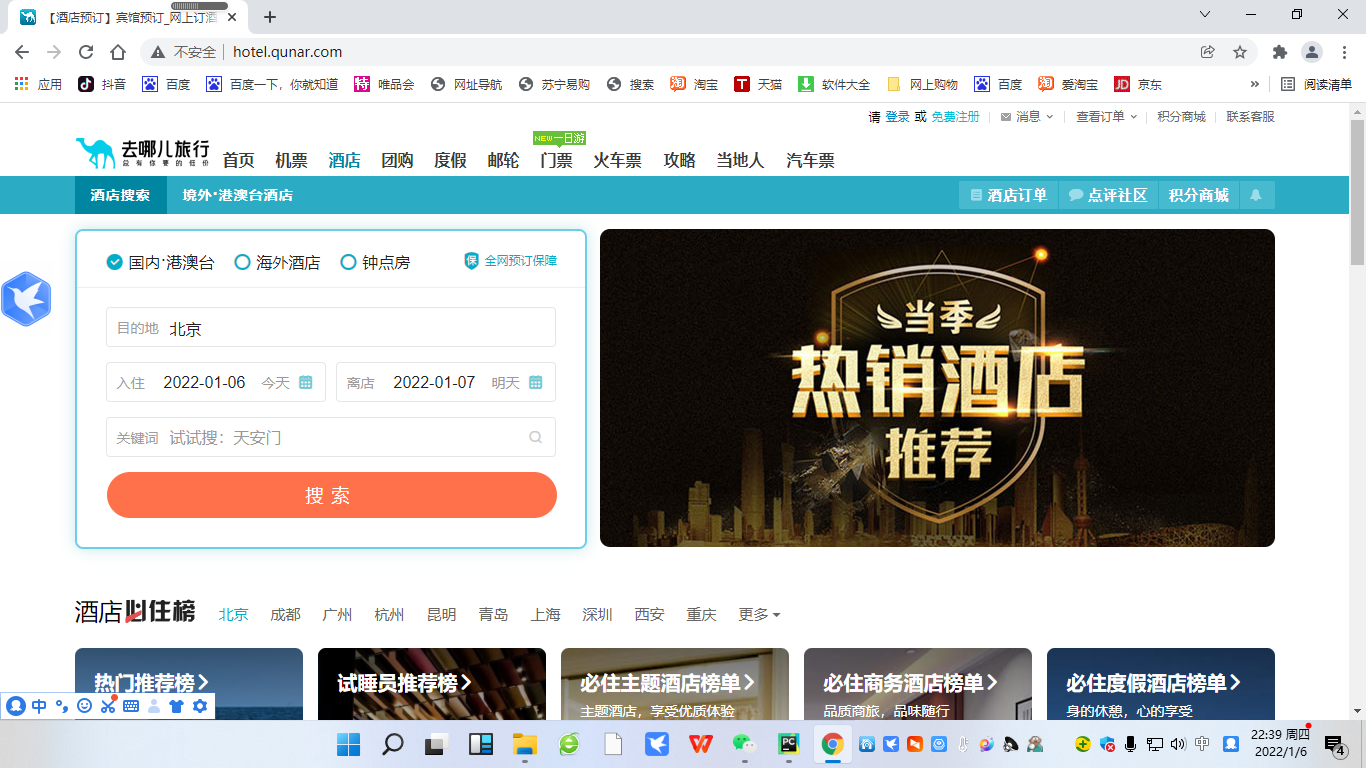 【酒店预订】宾馆预订_网上订酒
不安全 hotel.qunar.com
应用 抖音 百度 百度一下，你就知道 唯品会 网址导航 苏宁易购 搜索 淘宝 天猫 软件大全 网上购物 百度 爱淘宝 京东 » 阅读清单
请 登录 或 免费注册 消息 查看订单 积分商城 联系客服
去哪儿旅行
总有你要的低价
NEW 一日游
首页 机票 酒店 团购 度假 邮轮 门票 火车票 攻略 当地人 汽车票
酒店搜索 境外·港澳台酒店 酒店订单 点评社区 积分商城
国内·港澳台 海外酒店 钟点房 保 全网预订保障
目的地 北京
入住 2022-01-06 今天 离店 2022-01-07 明天
关键词 试试搜：天安门
搜 索
当季
热销酒店
推荐
酒店必住榜 北京 成都 广州 杭州 昆明 青岛 上海 深圳 西安 重庆 更多
热门推荐榜 试睡员推荐榜 必住主题酒店榜单 必住商务酒店榜单 必住度假酒店榜单
主题酒店，享受优质体验 品质商旅，品味随行 身的休憩，心的享受
中
22:39 周四
2022/1/6
4